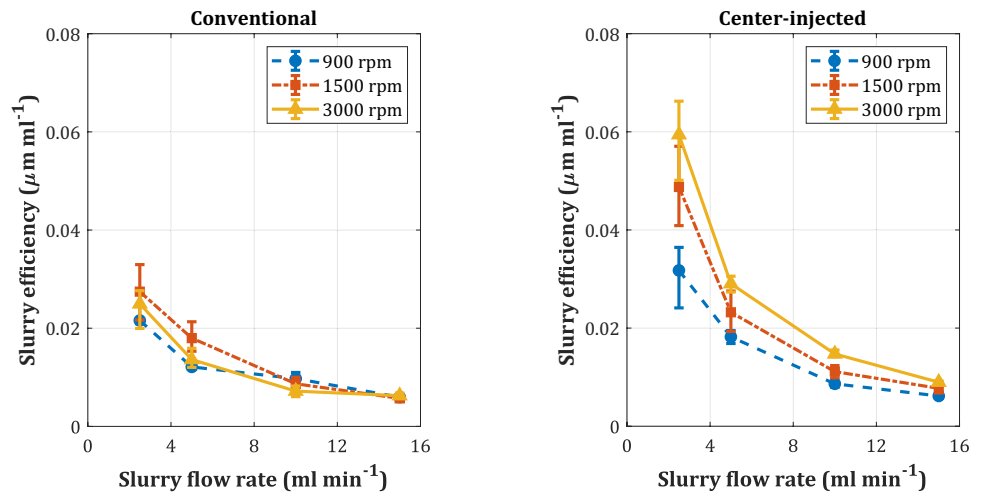 Conventional
0.08
0.06
0.04
0.02
0
0
4
8
12
16
Slurry efficiency (μm ml⁻¹)
Slurry flow rate (ml min⁻¹)
900 rpm
1500 rpm
3000 rpm
Center-injected
0.08
0.06
0.04
0.02
0
0
4
8
12
16
Slurry efficiency (μm ml⁻¹)
Slurry flow rate (ml min⁻¹)
900 rpm
1500 rpm
3000 rpm